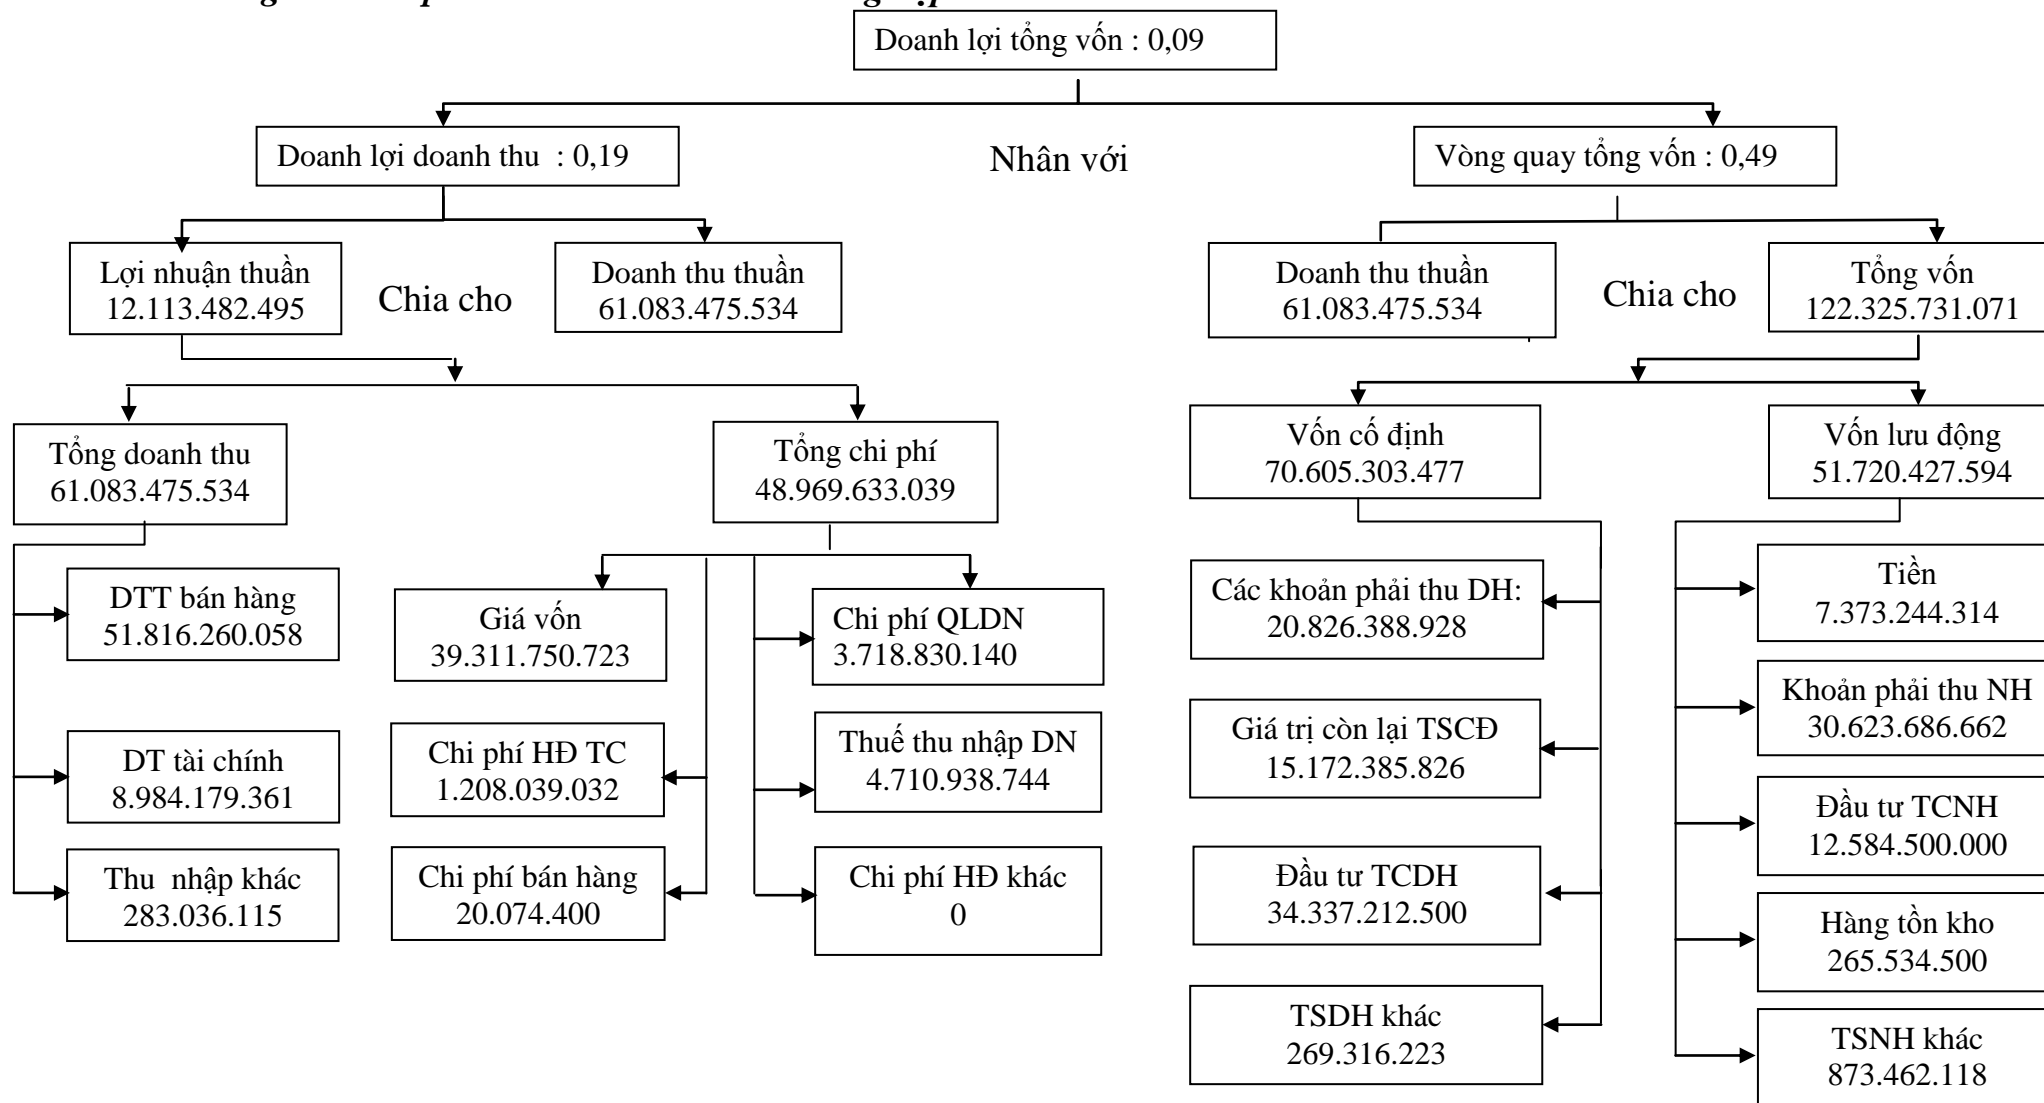 Doanh lợi tổng vốn : 0,09
Doanh lợi doanh thu : 0,19
Nhân với
Vòng quay tổng vốn : 0,49
Lợi nhuận thuần
12.113.482.495
Chia cho
Doanh thu thuần
61.083.475.534
Doanh thu thuần
61.083.475.534
Chia cho
Tổng vốn
122.325.731.071
Tổng doanh thu
61.083.475.534
Tổng chi phí
48.969.633.039
Vốn cố định
70.605.303.477
Vốn lưu động
51.720.427.594
DTT bán hàng
51.816.260.058
DT tài chính
8.984.179.361
Thu nhập khác
283.036.115
Giá vốn
39.311.750.723
Chi phí HĐ TC
1.208.039.032
Chi phí bán hàng
20.074.400
Chi phí QLDN
3.718.830.140
Thuế thu nhập DN
4.710.938.744
Chi phí HĐ khác
0
Các khoản phải thu DH:
20.826.388.928
Giá trị còn lại TSCĐ
15.172.385.826
Đầu tư TCDH
34.337.212.500
TSDH khác
269.316.223
Tiền
7.373.244.314
Khoản phải thu NH
30.623.686.662
Đầu tư TCNH
12.584.500.000
Hàng tồn kho
265.534.500
TSNH khác
873.462.118